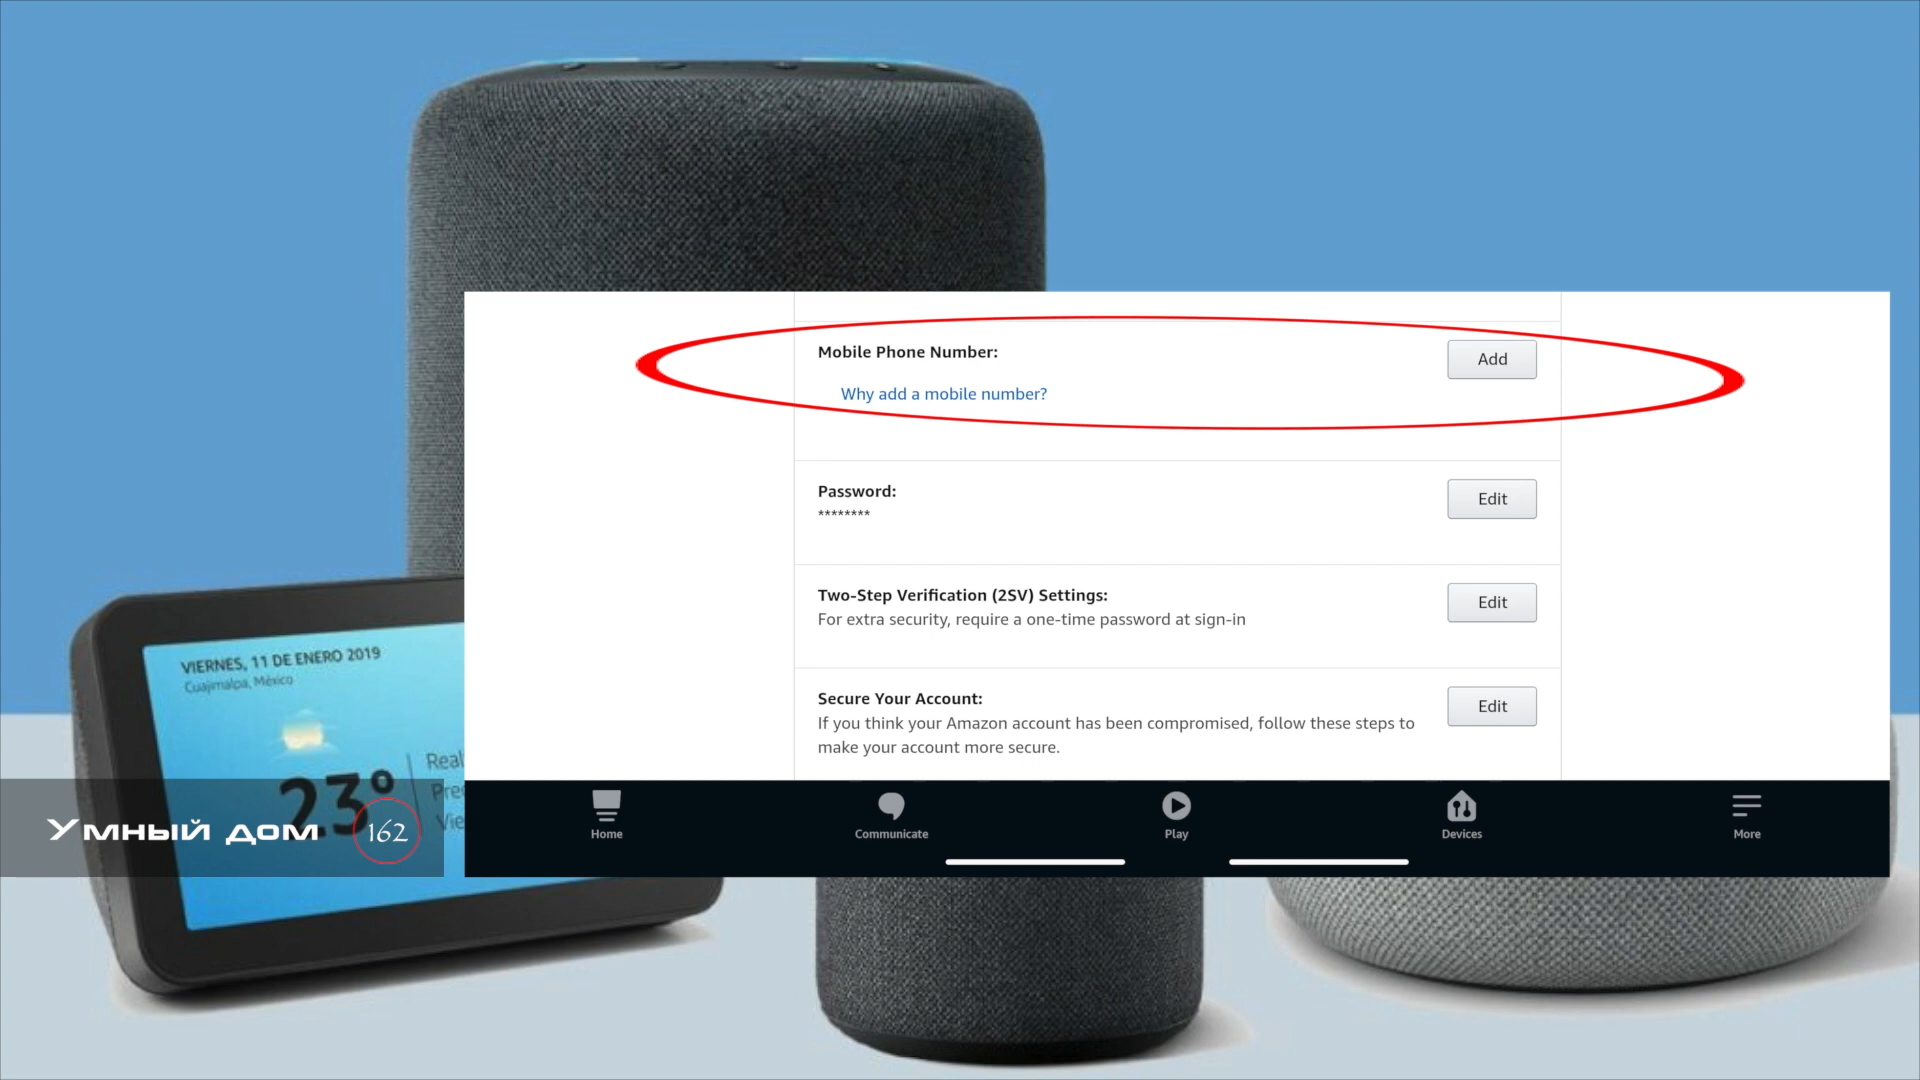 Mobile Phone Number:
Add
Why add a mobile number?
Password:
********
Edit
Two-Step Verification (2SV) Settings:
For extra security, require a one-time password at sign-in
Edit
Secure Your Account:
If you think your Amazon account has been compromised, follow these steps to
make your account more secure.
Edit
Home
Communicate
Play
Devices
More
VIERNES, 11 DE ENERO 2019
Cuajimalpa, México
23°
Умный дом 162